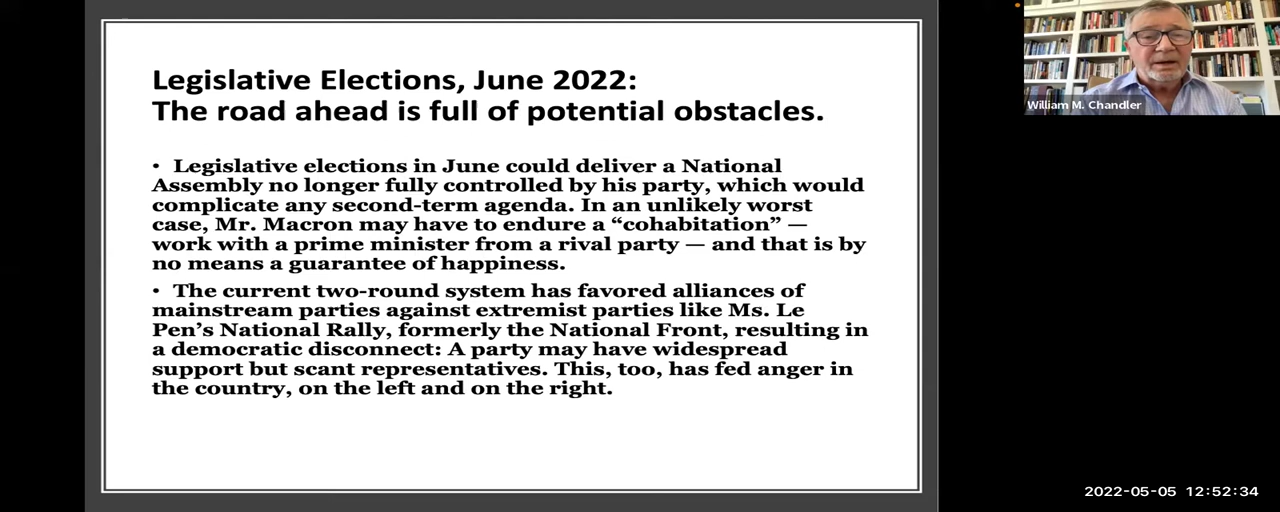 Legislative Elections, June 2022:
The road ahead is full of potential obstacles.
• Legislative elections in June could deliver a National
Assembly no longer fully controlled by his party, which would
complicate any second-term agenda. In an unlikely worst
case, Mr. Macron may have to endure a “cohabitation” —
work with a prime minister from a rival party — and that is by
no means a guarantee of happiness.
• The current two-round system has favored alliances of
mainstream parties against extremist parties like Ms. Le
Pen’s National Rally, formerly the National Front, resulting in
a democratic disconnect: A party may have widespread
support but scant representatives. This, too, has fed anger in
the country, on the left and on the right.
William M. Chandler
2022-05-05 12:52:34